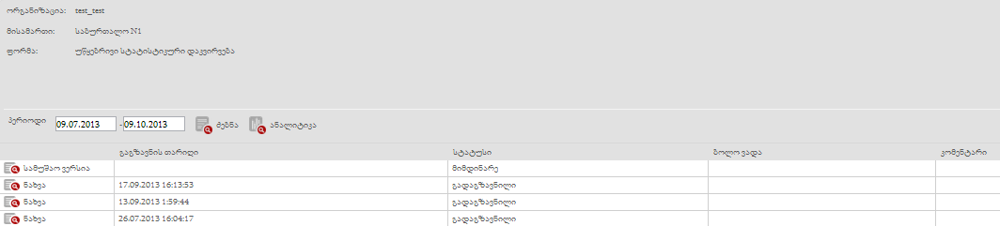 ორგანიზაცია: test_test
მისამართი: საბურთალო N1
ფორმა: უწყებრივი სტატისტიკური დაკვირვება
პერიოდი 09.07.2013 - 09.10.2013 ძებნა ანალიტიკა
გაგზავნის თარიღი სტატუსი ბოლო ვადა კომენტარი
სამუშაო ვერსია მიმდინარე
ნახვა 17.09.2013 16:13:53 გადაგზავნილი
ნახვა 13.09.2013 1:59:44 გადაგზავნილი
ნახვა 26.07.2013 16:04:17 გადაგზავნილი